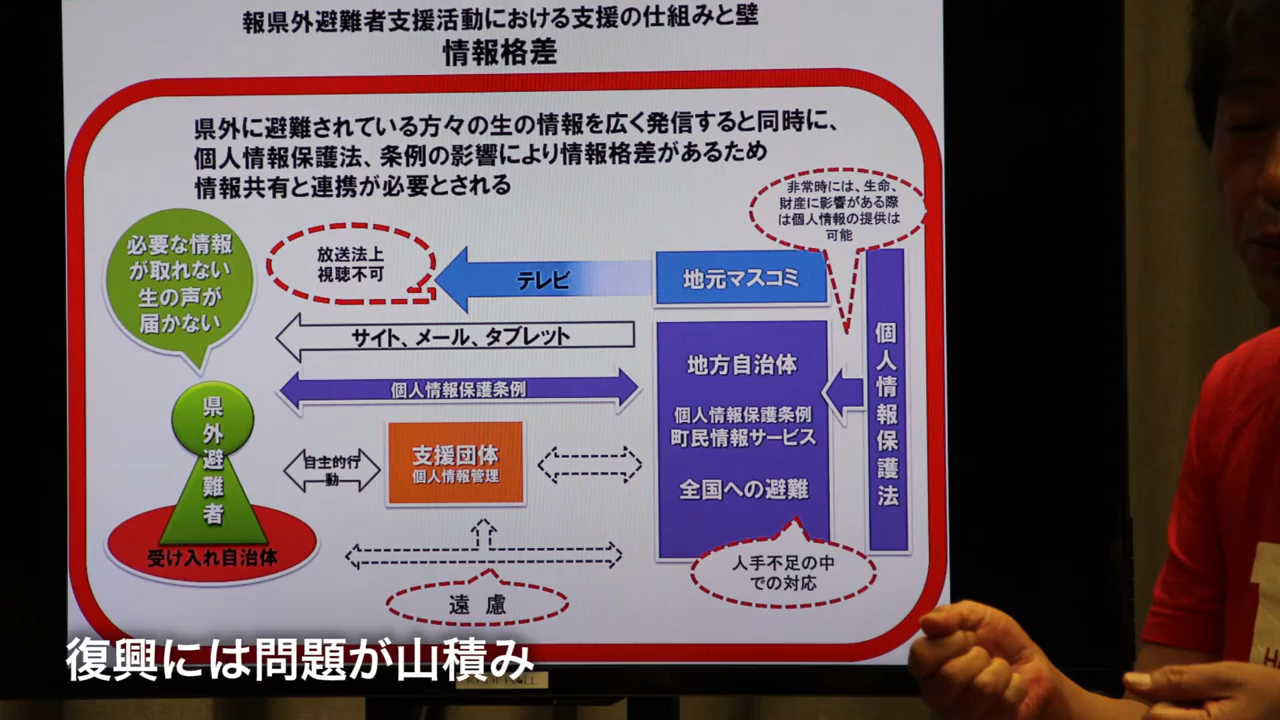 報県外避難者支援活動における支援の仕組みと壁
情報格差
県外に避難されている方々の生の情報を広く発信すると同時に、
個人情報保護法、条例の影響により情報格差があるため
情報共有と連携が必要とされる
非常時には、生命、
財産に影響がある際
は個人情報の提供は
可能
必要な情報
が取れない
生の声が
届かない
放送法上
視聴不可
テレビ
地元マスコミ
サイト、メール、タブレット
個人情報保護条例
地方自治体
個人情報保護条例
町民情報サービス
全国への避難
個人情報保護法
県外避難者
自主的行
動
支援団体
個人情報管理
受け入れ自治体
人手不足の中
での対応
遠 慮
復興には問題が山積み